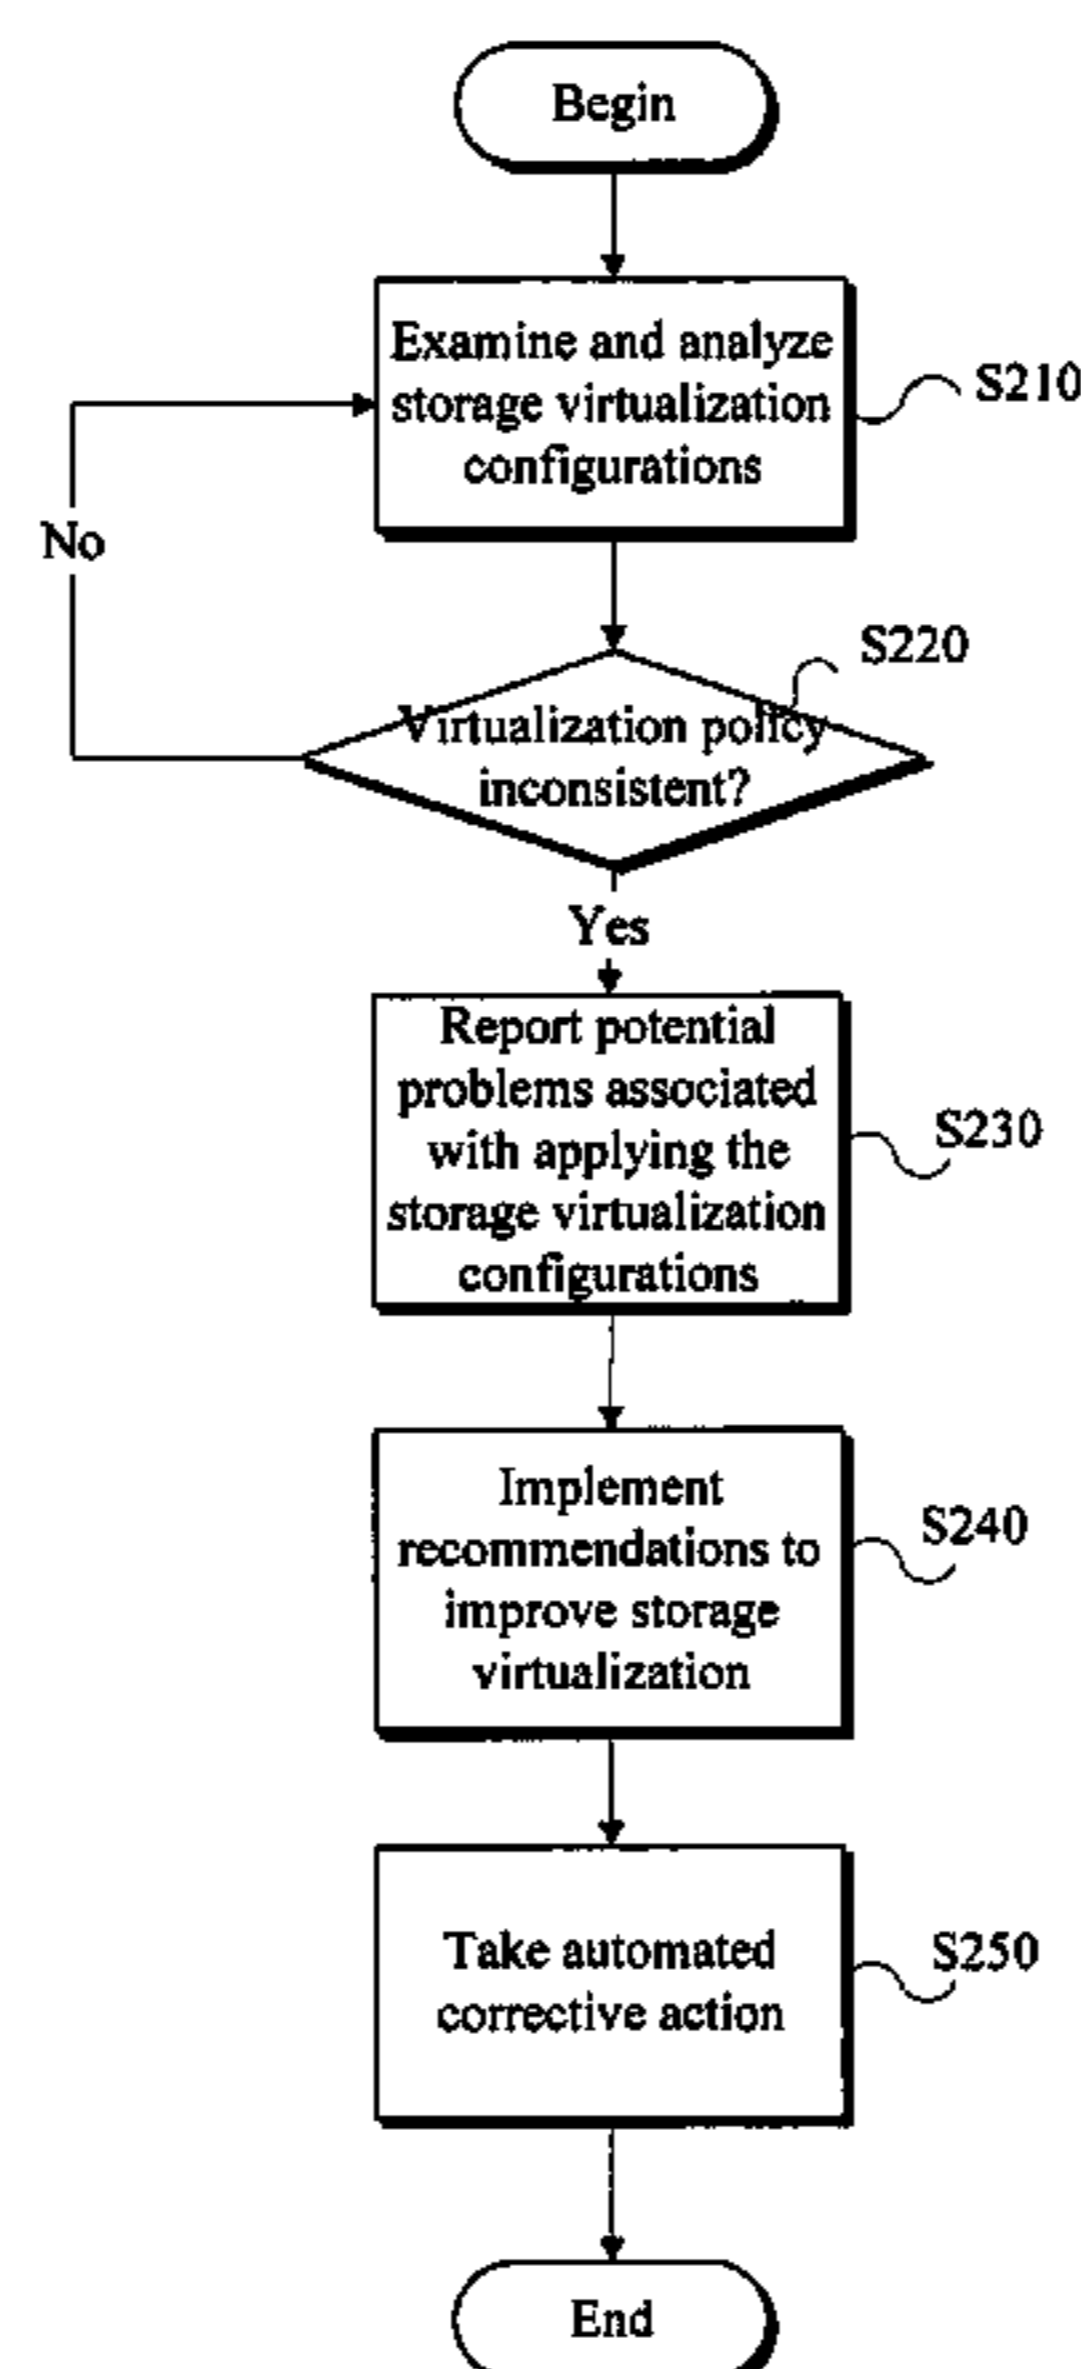 Begin
Examine and analyze
storage virtualization
configurations
S210
No
S220
Virtualization policy
inconsistent?
Yes
Report potential
problems associated
with applying the
storage virtualization
configurations
S230
Implement
recommendations to
improve storage
virtualization
S240
Take automated
corrective action
S250
End